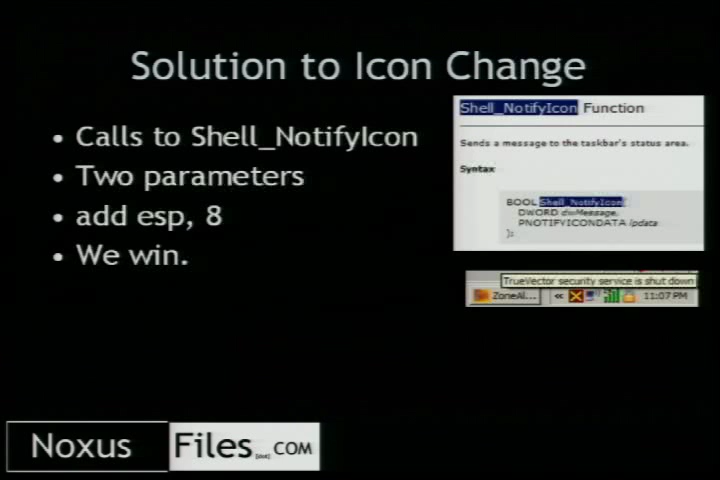 Solution to Icon Change
• Calls to Shell_NotifyIcon
• Two parameters
• add esp, 8
• We win.
Shell_NotifyIcon Function
Sends a message to the taskbar's status area.
Syntax
BOOL Shell_NotifyIcon(
DWORD dwMessage,
PNOTIFYICONDATA lpdata
);
TrueVector security service is shut down
ZoneAl... « 11:07 PM
Noxus Files[dot]COM